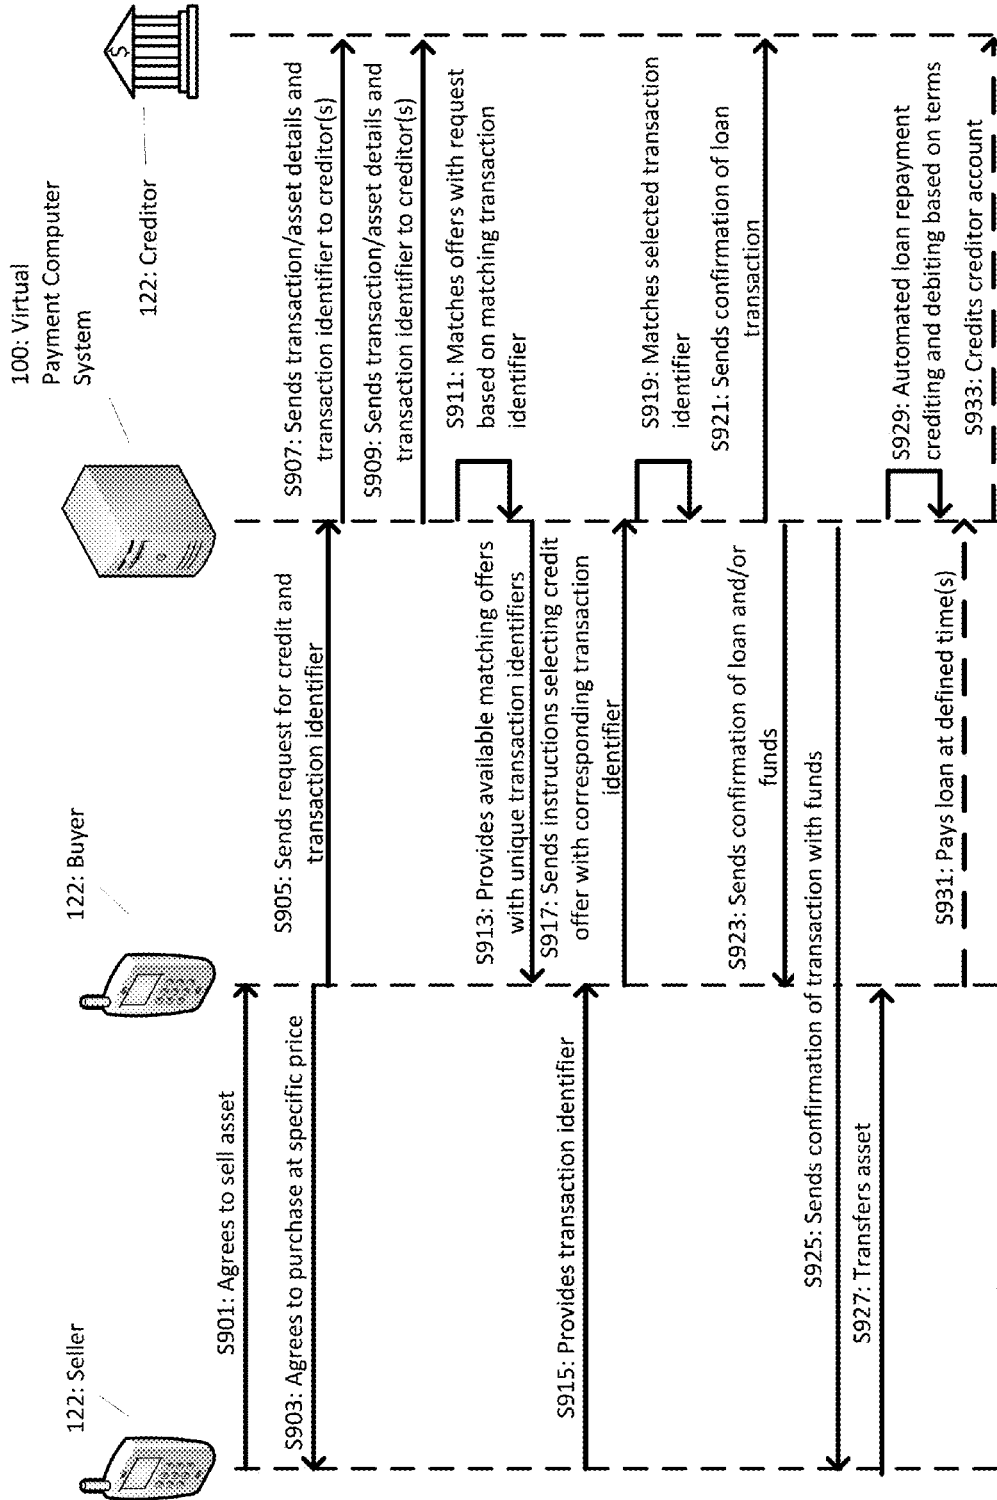 122: Seller
122: Buyer
100: Virtual
Payment Computer
System
122: Creditor
$
S901: Agrees to sell asset
S903: Agrees to purchase at specific price
S905: Sends request for credit and
transaction identifier
S907: Sends transaction/asset details and
transaction identifier to creditor(s)
S909: Sends transaction/asset details and
transaction identifier to creditor(s)
S911: Matches offers with request
based on matching transaction
identifier
S913: Provides available matching offers
with unique transaction identifiers
S915: Provides transaction identifier
S917: Sends instructions selecting credit
offer with corresponding transaction
identifier
S919: Matches selected transaction
identifier
S921: Sends confirmation of loan
transaction
S923: Sends confirmation of loan and/or
funds
S925: Sends confirmation of transaction with funds
S927: Transfers asset
S929: Automated loan repayment
crediting and debiting based on terms
S931: Pays loan at defined time(s)
S933: Credits creditor account